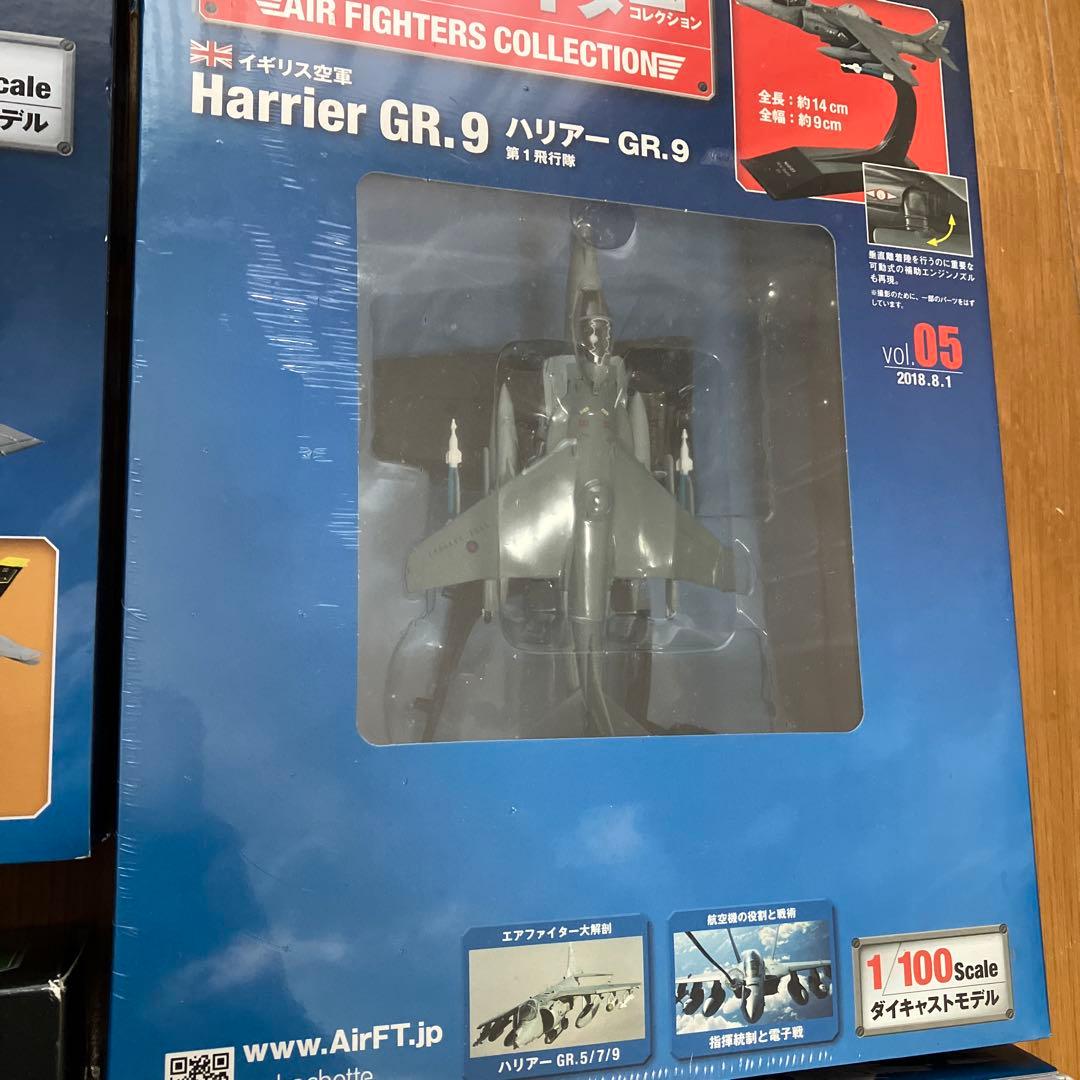 コレクション
AIR FIGHTERS COLLECTION
イギリス空軍
Harrier GR.9 ハリアー GR.9
第1飛行隊
全長：約14cm
全幅：約9cm
垂直離着陸を行うのに重要な
可動式の補助エンジンノズル
も再現。
※撮影のために、一部のパーツをはず
しています。
vol.05
2018.8.1
cale
デル
エアファイター大解剖
ハリアー GR.5/7/9
航空機の役割と戦術
指揮統制と電子戦
1/100 Scale
ダイキャストモデル
www.AirFT.jp
hachette